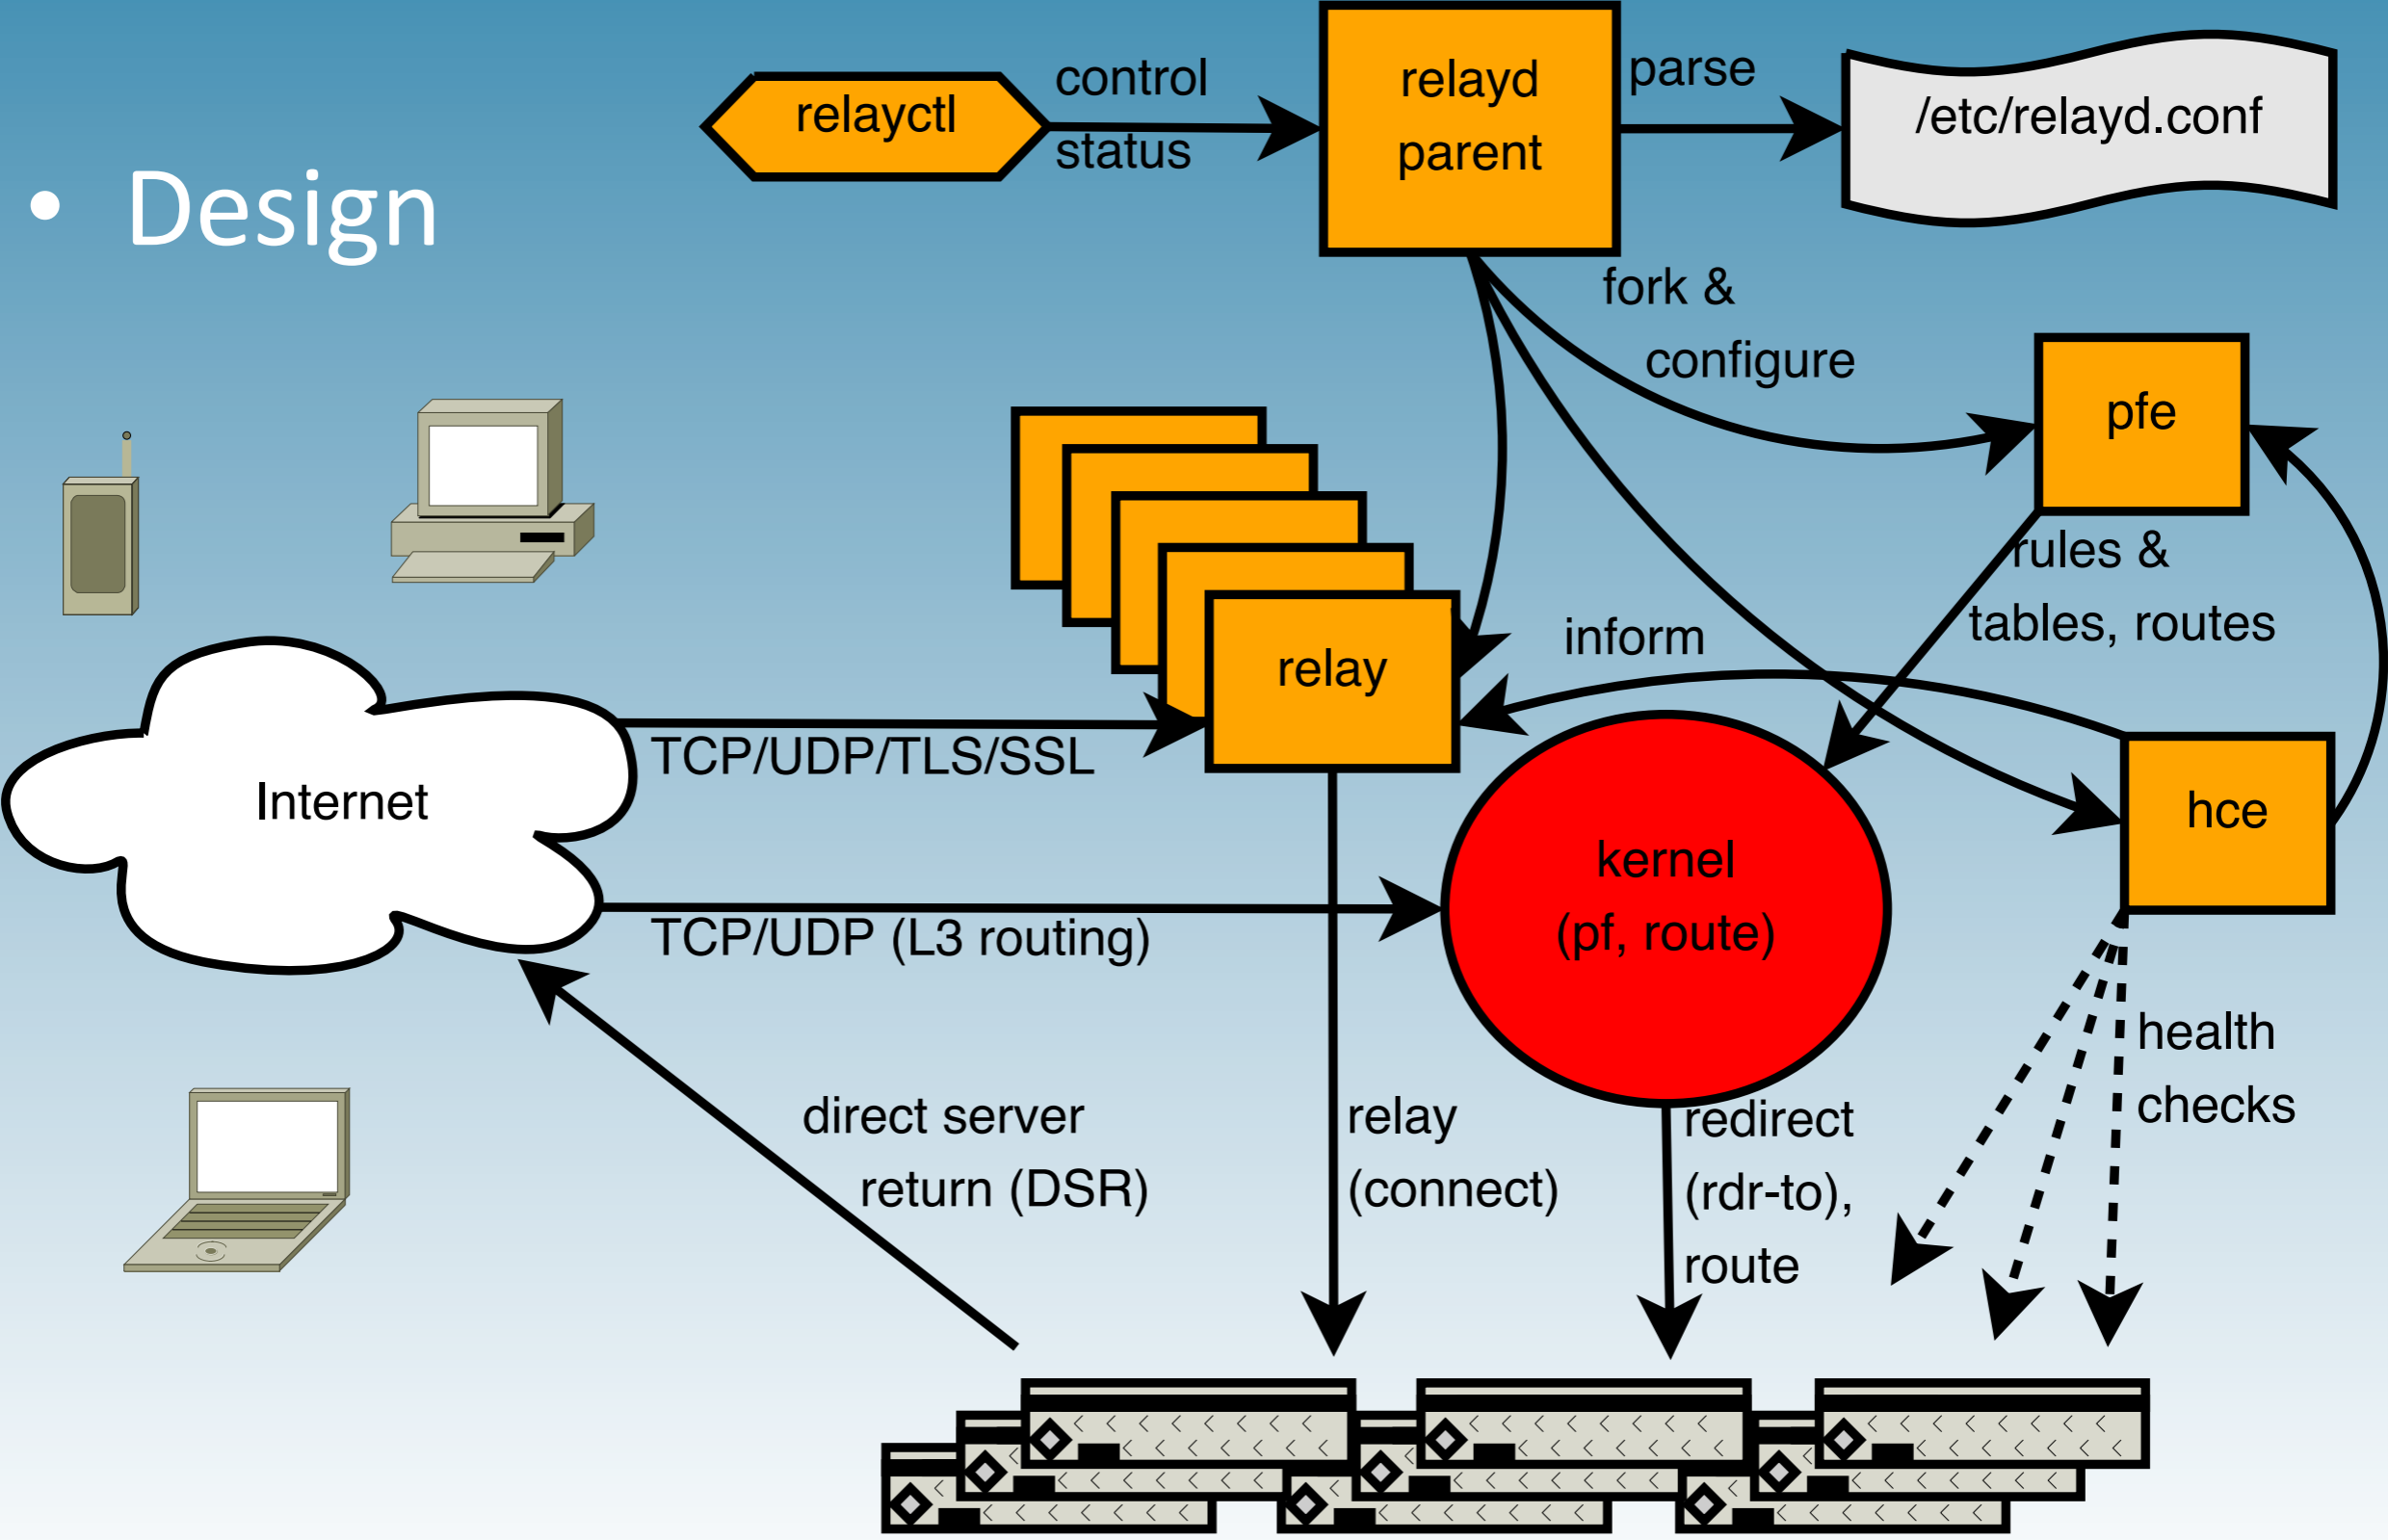 • Design
relayctl
control
status
relayd
parent
parse
/etc/relayd.conf
fork &
configure
pfe
rules &
tables, routes
inform
relay
TCP/UDP/TLS/SSL
Internet
hce
kernel
(pf, route)
TCP/UDP (L3 routing)
health
checks
direct server
return (DSR)
relay
(connect)
redirect
(rdr-to),
route